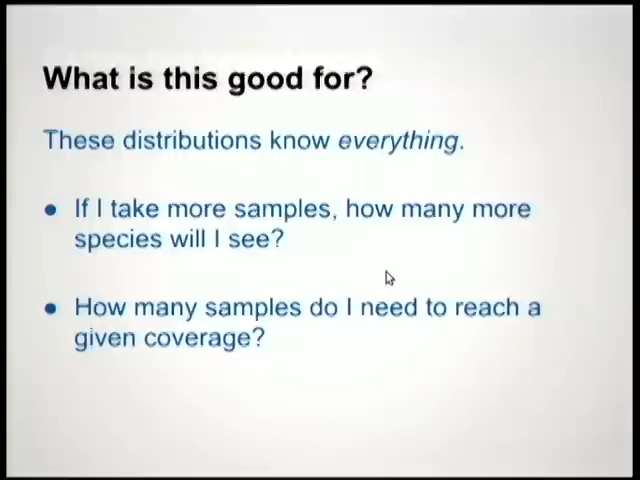 What is this good for?
These distributions know everything.
● If I take more samples, how many more
species will I see?
● How many samples do I need to reach a
given coverage?